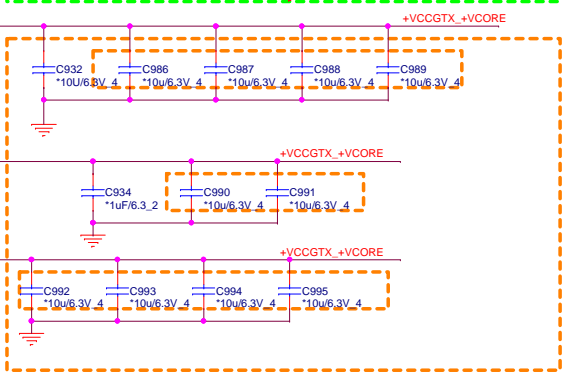 +VCCGTX_+VCORE
C932 C986 C987 C988 C989
*10U/6.3V_4 *10u/6.3V_4 *10u/6.3V_4 *10u/6.3V_4 *10u/6.3V_4
+VCCGTX_+VCORE
C934 C990 C991
*1uF/6.3_2 *10u/6.3V_4 *10u/6.3V_4
+VCCGTX_+VCORE
C992 C993 C994 C995
*10u/6.3V_4 *10u/6.3V_4 *10u/6.3V_4 *10u/6.3V_4